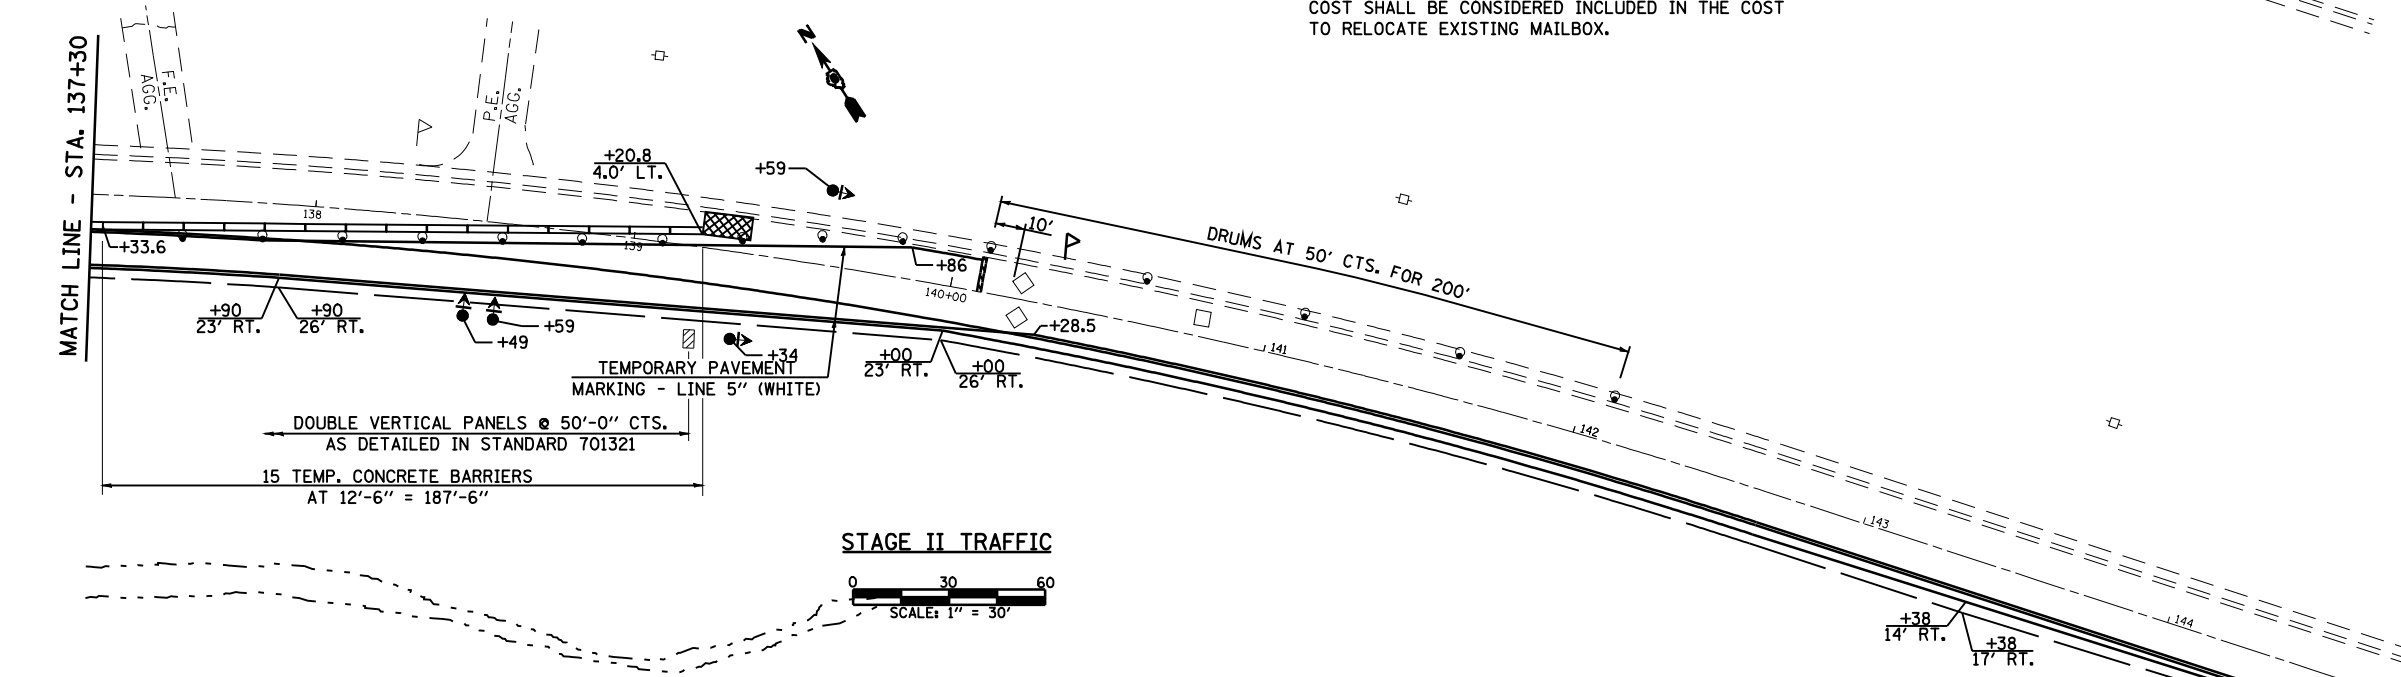 COST SHALL BE CONSIDERED INCLUDED IN THE COST
TO RELOCATE EXISTING MAILBOX.
N
MATCH LINE - STA. 137+30
F.E.
AGG.
P.E.
AGG.
+20.8
4.0' LT.
+59
10'
DRUMS AT 50' CTS. FOR 200'
138
139
+33.6
+86
140+00
+90
23' RT.
+90
26' RT.
+59
+49
+34
+28.5
141
TEMPORARY PAVEMENT
MARKING - LINE 5" (WHITE)
+00
23' RT.
+00
26' RT.
142
DOUBLE VERTICAL PANELS @ 50'-0" CTS.
AS DETAILED IN STANDARD 701321
15 TEMP. CONCRETE BARRIERS
AT 12'-6" = 187'-6"
143
STAGE II TRAFFIC
0 30 60
SCALE: 1" = 30'
144
+38
14' RT.
+38
17' RT.